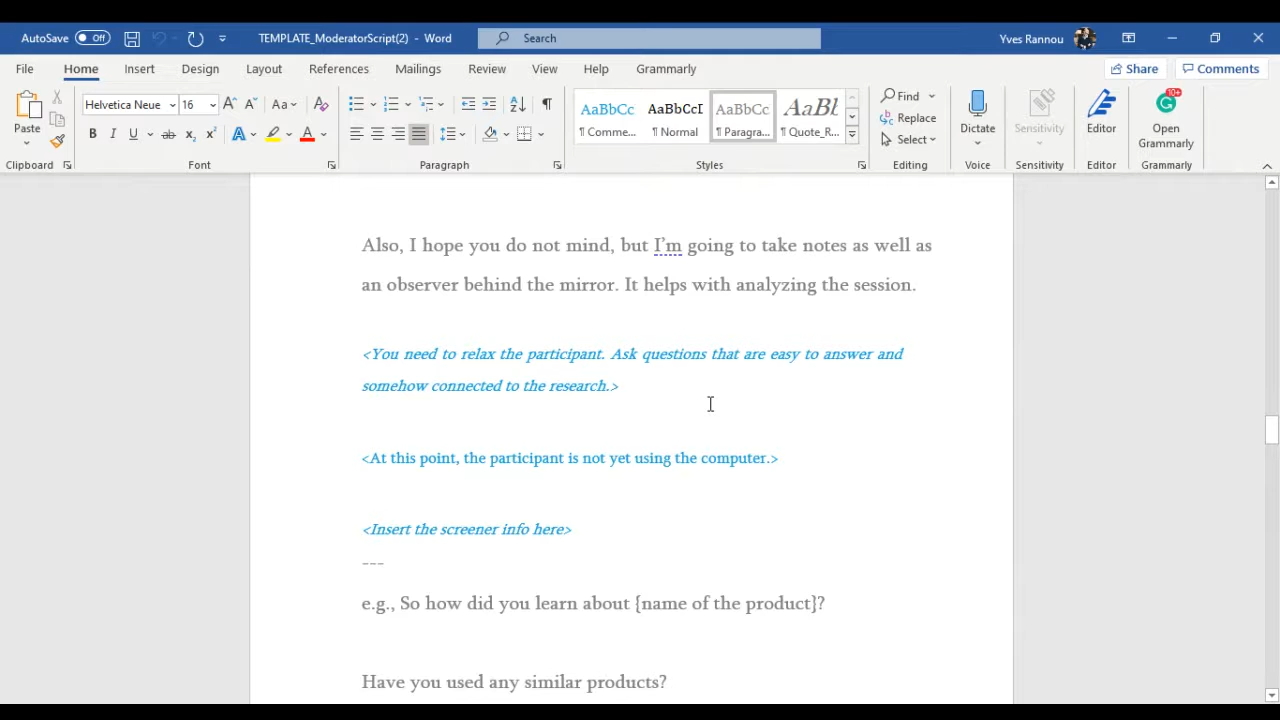 AutoSave Off TEMPLATE_ModeratorScript(2) - Word Search Yves Rannou
File Home Insert Design Layout References Mailings Review View Help Grammarly Share Comments
Helvetica Neue 16 Aa AaBbCc AaBbCcI AaBbCc AaBl Find 10+
Paste ¶ Comme... ¶ Normal ¶ Paragra... ¶ Quote_R... Replace Dictate Sensitivity Editor Open Grammarly
Select
Clipboard Font Paragraph Styles Editing Voice Sensitivity Editor Grammarly
Also, I hope you do not mind, but I’m going to take notes as well as
an observer behind the mirror. It helps with analyzing the session.
<You need to relax the participant. Ask questions that are easy to answer and
somehow connected to the research.>
<At this point, the participant is not yet using the computer.>
<Insert the screener info here>
---
e.g., So how did you learn about {name of the product}?
Have you used any similar products?